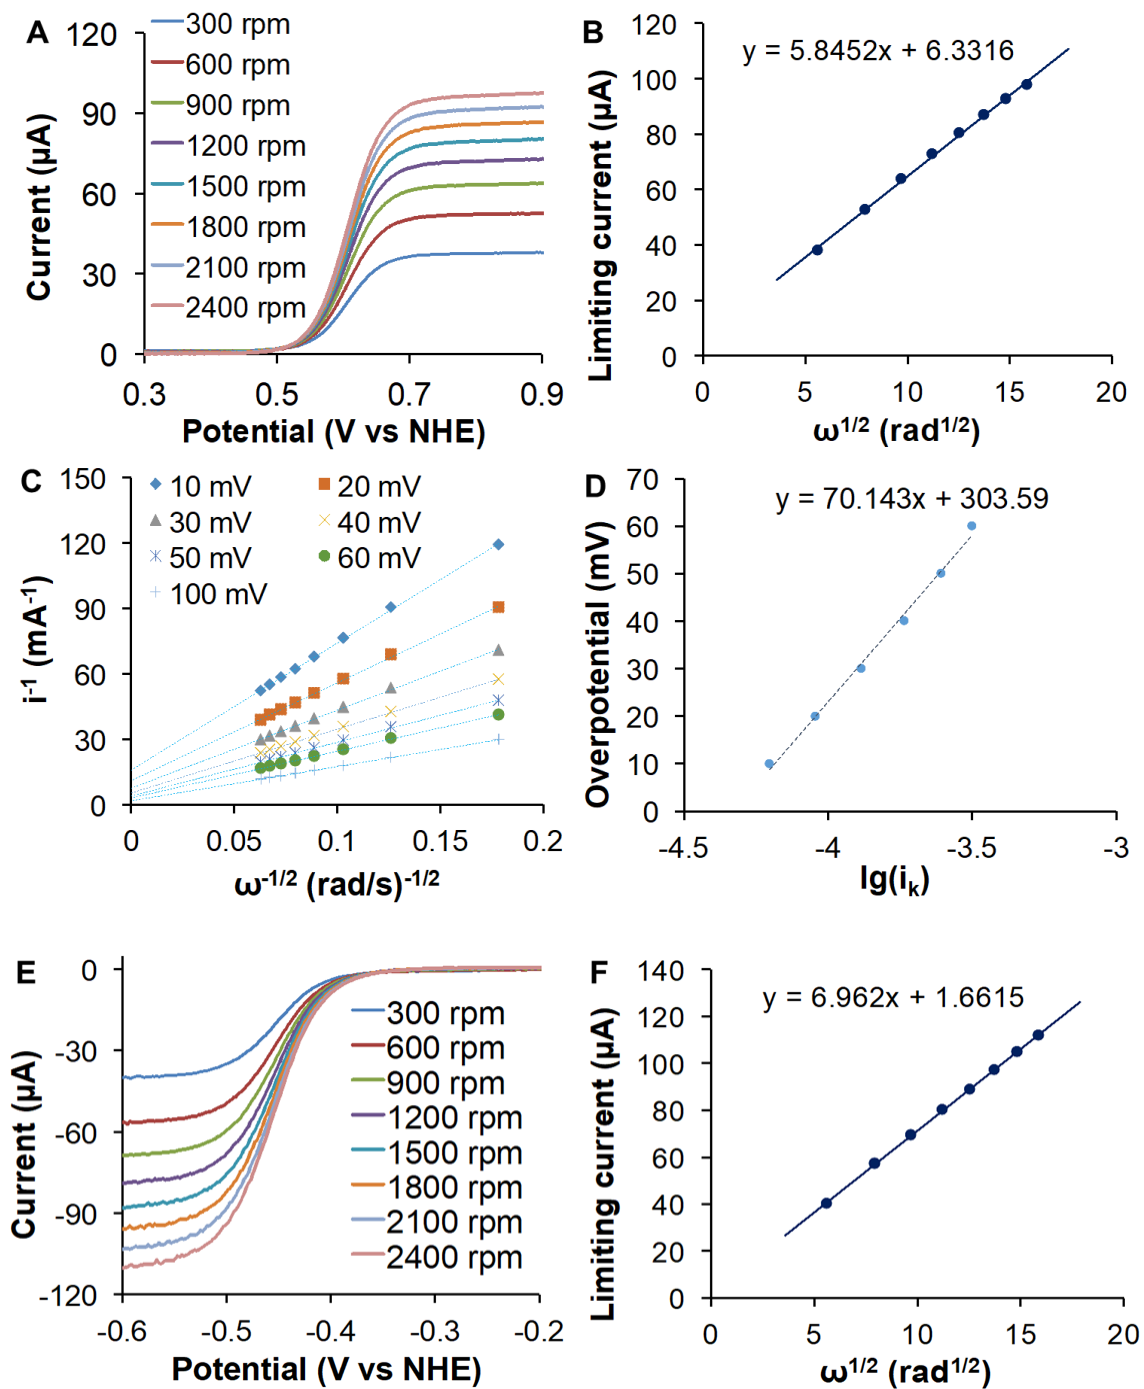 A
300 rpm
600 rpm
900 rpm
1200 rpm
1500 rpm
1800 rpm
2100 rpm
2400 rpm
120
90
60
30
0
0.3 0.5 0.7 0.9
Current (µA)
Potential (V vs NHE)
B
y = 5.8452x + 6.3316
120
100
80
60
40
20
0
0 5 10 15 20
Limiting current (µA)
ω1/2 (rad1/2)
C
10 mV 20 mV
30 mV 40 mV
50 mV 60 mV
100 mV
150
120
90
60
30
0
0 0.05 0.1 0.15 0.2
i-1 (mA-1)
ω-1/2 (rad/s)-1/2
D
y = 70.143x + 303.59
70
60
50
40
30
20
10
0
-4.5 -4 -3.5 -3
Overpotential (mV)
lg(ik)
E
300 rpm
600 rpm
900 rpm
1200 rpm
1500 rpm
1800 rpm
2100 rpm
2400 rpm
0
-30
-60
-90
-120
-0.6 -0.5 -0.4 -0.3 -0.2
Current (µA)
Potential (V vs NHE)
F
y = 6.962x + 1.6615
140
120
100
80
60
40
20
0
0 5 10 15 20
Limiting current (µA)
ω1/2 (rad1/2)